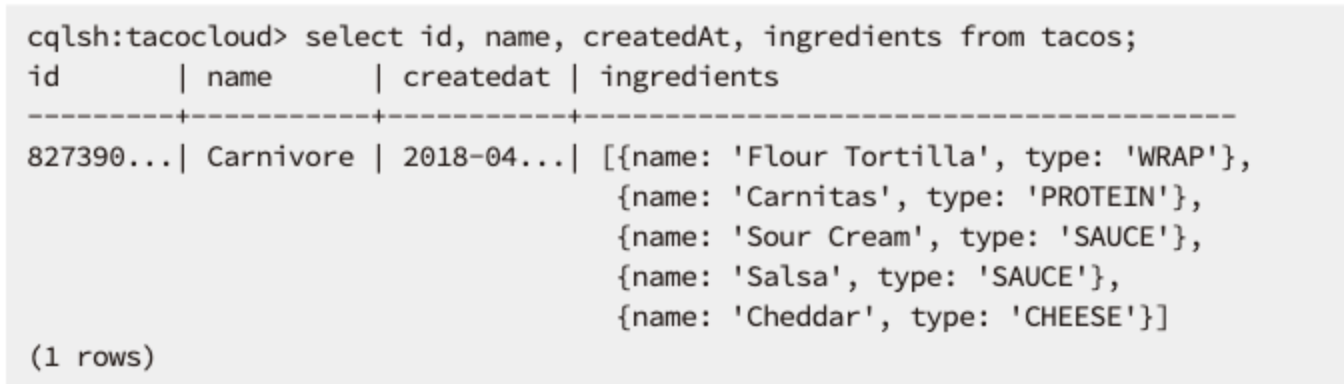 cqlsh:tacocloud> select id, name, createdAt, ingredients from tacos;
id       | name      | createdat | ingredients
---------+-----------+-----------+----------------------------------------
827390...| Carnivore | 2018-04...| [{name: 'Flour Tortilla', type: 'WRAP'},
                                    {name: 'Carnitas', type: 'PROTEIN'},
                                    {name: 'Sour Cream', type: 'SAUCE'},
                                    {name: 'Salsa', type: 'SAUCE'},
                                    {name: 'Cheddar', type: 'CHEESE'}]
(1 rows)